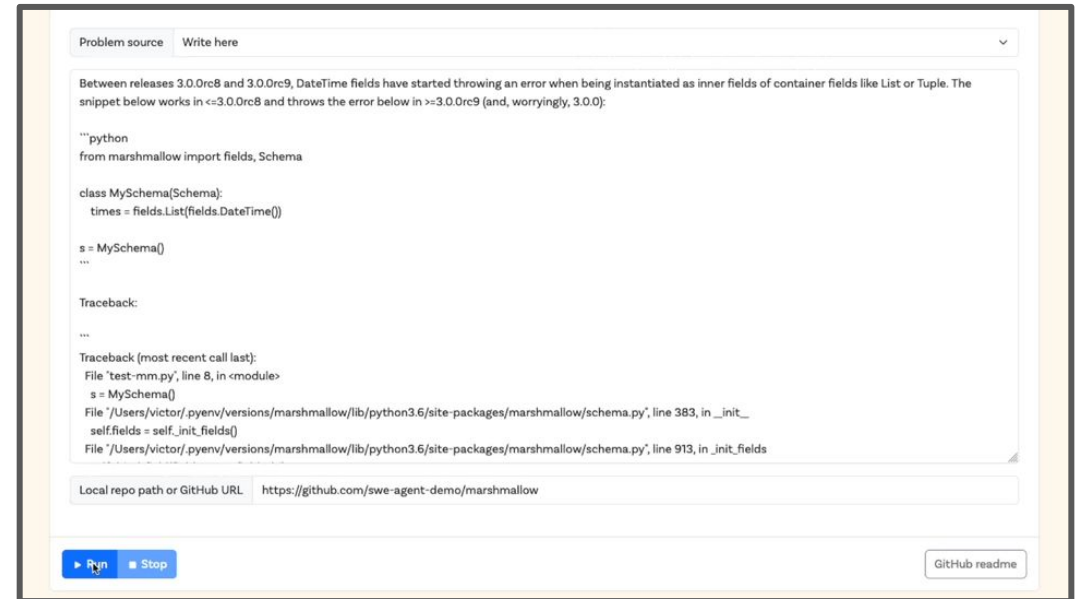 Problem source Write here
Between releases 3.0.0rc8 and 3.0.0rc9, DateTime fields have started throwing an error when being instantiated as inner fields of container fields like List or Tuple. The
snippet below works in <=3.0.0rc8 and throws the error below in >=3.0.0rc9 (and, worryingly, 3.0.0):
```python
from marshmallow import fields, Schema
class MySchema(Schema):
times = fields.List(fields.DateTime())
s = MySchema()
```
Traceback:
```
Traceback (most recent call last):
File "test-mm.py", line 8, in <module>
s = MySchema()
File "/Users/victor/.pyenv/versions/marshmallow/lib/python3.6/site-packages/marshmallow/schema.py", line 383, in __init__
self.fields = self._init_fields()
File "/Users/victor/.pyenv/versions/marshmallow/lib/python3.6/site-packages/marshmallow/schema.py", line 913, in _init_fields
Local repo path or GitHub URL https://github.com/swe-agent-demo/marshmallow
Run Stop GitHub readme